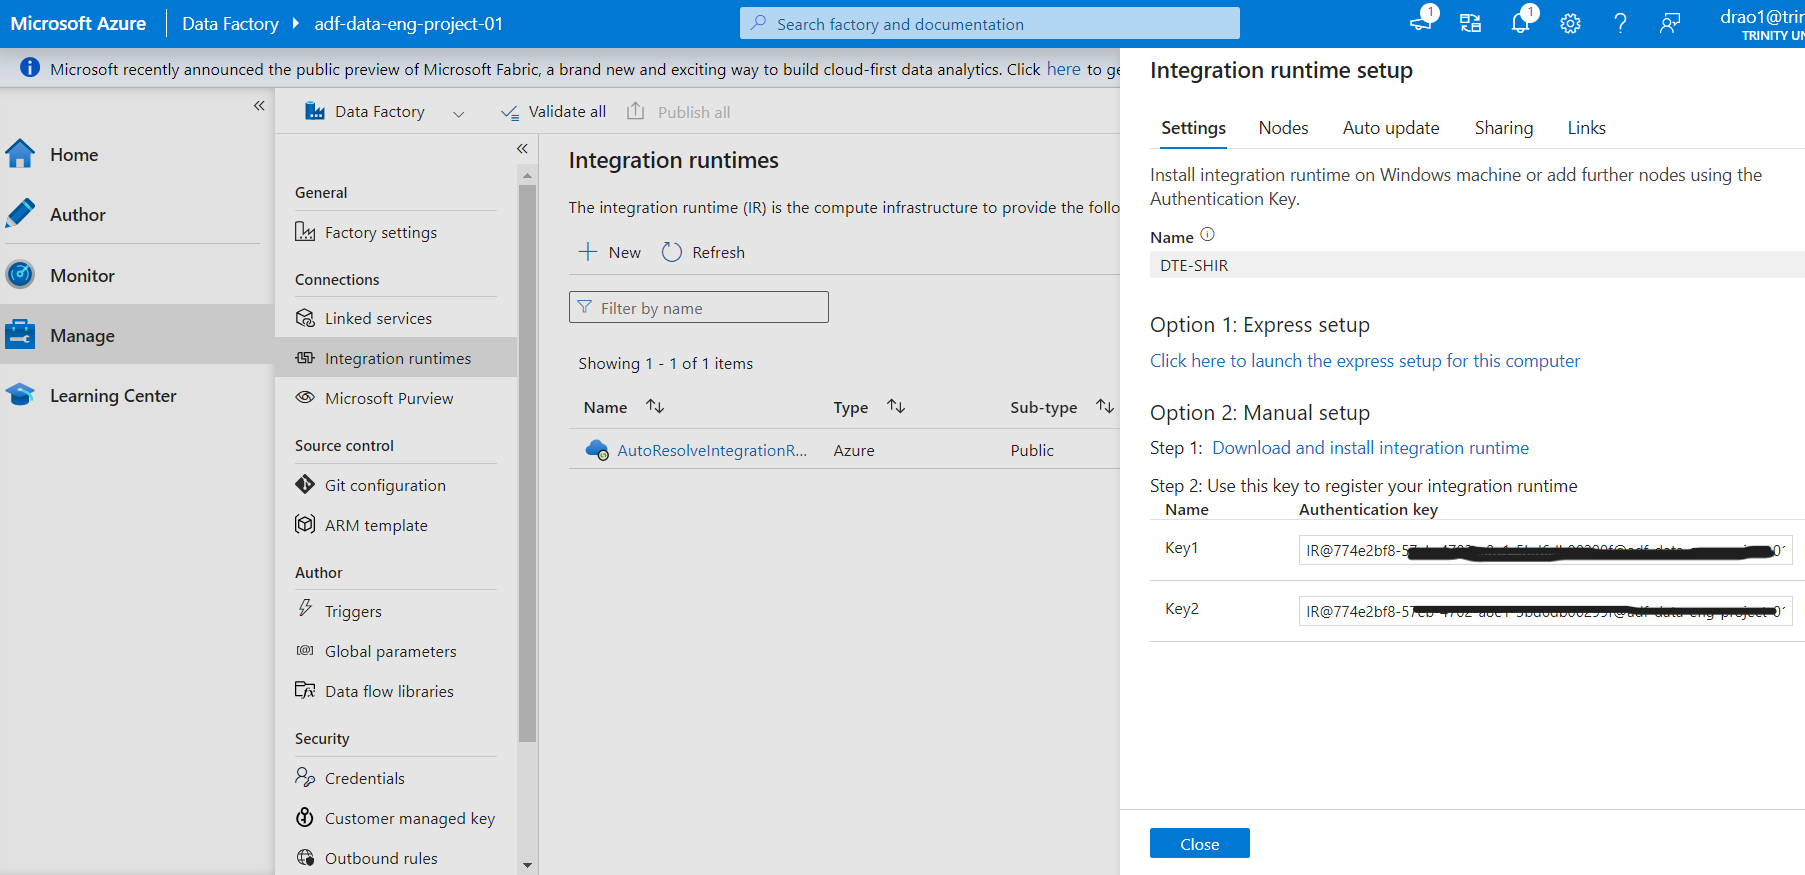 Microsoft Azure
Data Factory
adf-data-eng-project-01
Search factory and documentation
1
1
drao1@trin
TRINITY UN
Microsoft recently announced the public preview of Microsoft Fabric, a brand new and exciting way to build cloud-first data analytics. Click here to ge
Home
Author
Monitor
Manage
Learning Center
Data Factory
Validate all
Publish all
General
Factory settings
Connections
Linked services
Integration runtimes
Microsoft Purview
Source control
Git configuration
ARM template
Author
Triggers
Global parameters
Data flow libraries
Security
Credentials
Customer managed key
Outbound rules
Integration runtimes
The integration runtime (IR) is the compute infrastructure to provide the follo
New
Refresh
Filter by name
Showing 1 - 1 of 1 items
Name Type Sub-type
AutoResolveIntegrationR... Azure Public
Integration runtime setup
Settings Nodes Auto update Sharing Links
Install integration runtime on Windows machine or add further nodes using the
Authentication Key.
Name
DTE-SHIR
Option 1: Express setup
Click here to launch the express setup for this computer
Option 2: Manual setup
Step 1: Download and install integration runtime
Step 2: Use this key to register your integration runtime
Name Authentication key
Key1
Key2
Close